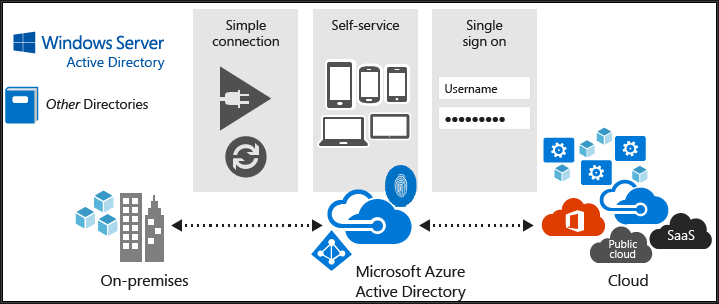 Windows Server
Active Directory
Other Directories
Simple
connection
Self-service
Single
sign on
Username
•••••••••
On-premises
Microsoft Azure
Active Directory
Public
cloud
SaaS
Cloud